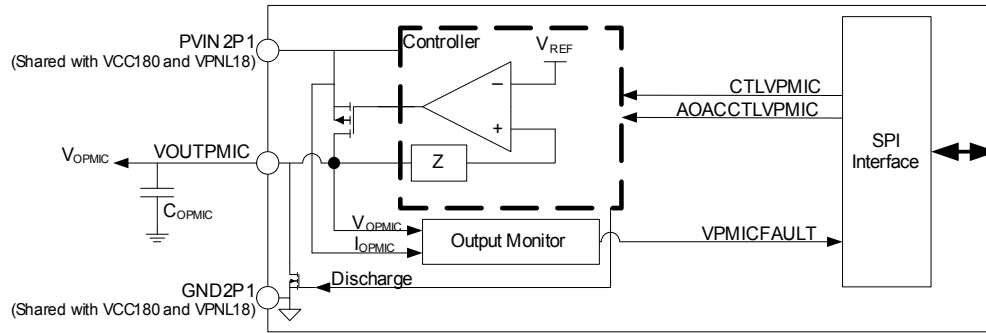 PVIN2P1
(Shared with VCC180 and VPNL18)
Controller
VREF
CTLVPMIC
AOACCTLVPMIC
SPI
Interface
VOPMIC
VOUTPMIC
Z
COPMIC
VOPMIC
IOPMIC
Output Monitor
VPMICFAULT
Discharge
GND2P1
(Shared with VCC180 and VPNL18)